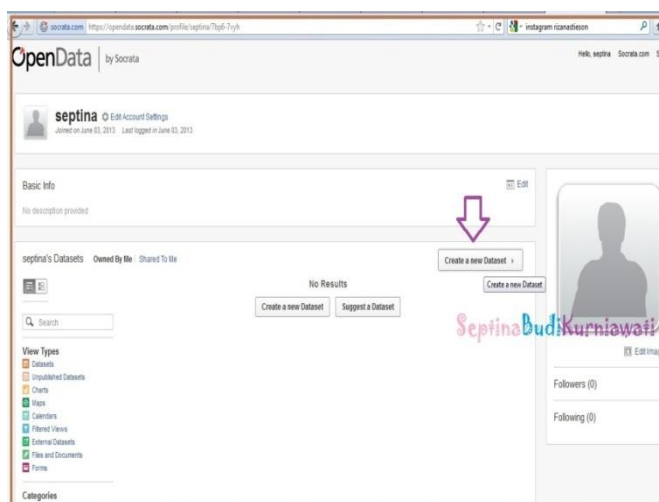 socrata.com https://opendata.socrata.com/profile/septina/7bp6-7vyh
instagram rizanastieson
OpenData by Socrata
Hello, septina Socrata.com
septina Edit Account Settings
Joined on June 03, 2013 Last logged in June 03, 2013
Basic Info
Edit
No description provided
septina's Datasets Owned By Me Shared To Me
Create a new Dataset
No Results
Create a new Dataset
Create a new Dataset Suggest a Dataset
Search
SeptinaBudiKurniawati
View Types
Datasets
Unpublished Datasets
Charts
Maps
Calendars
Filtered Views
External Datasets
Files and Documents
Forms
Categories
Edit Imag
Followers (0)
Following (0)